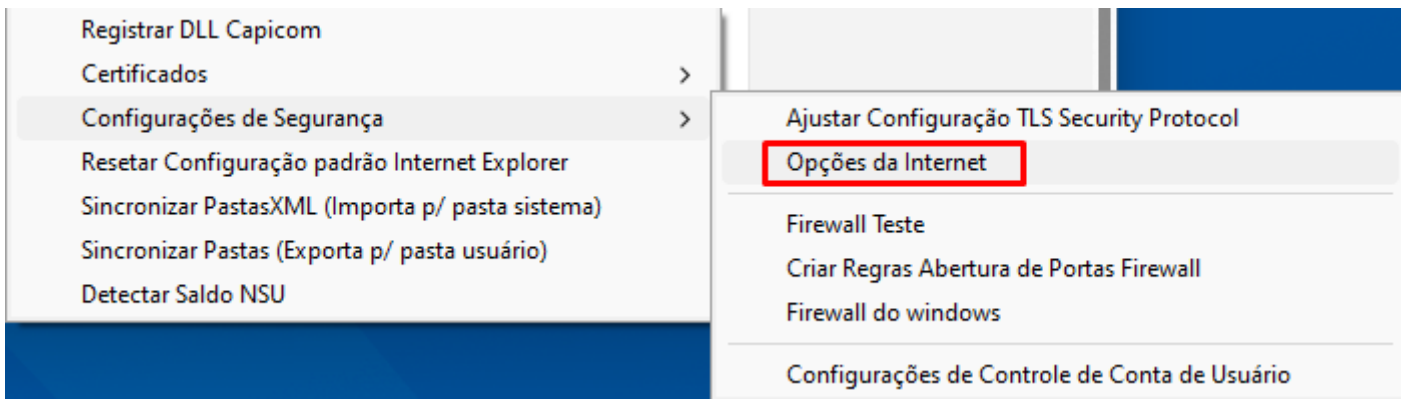 Registrar DLL Capicom
Certificados
Configurações de Segurança
Resetar Configuração padrão Internet Explorer
Sincronizar PastasXML (Importa p/ pasta sistema)
Sincronizar Pastas (Exporta p/ pasta usuário)
Detectar Saldo NSU
Ajustar Configuração TLS Security Protocol
Opções da Internet
Firewall Teste
Criar Regras Abertura de Portas Firewall
Firewall do windows
Configurações de Controle de Conta de Usuário